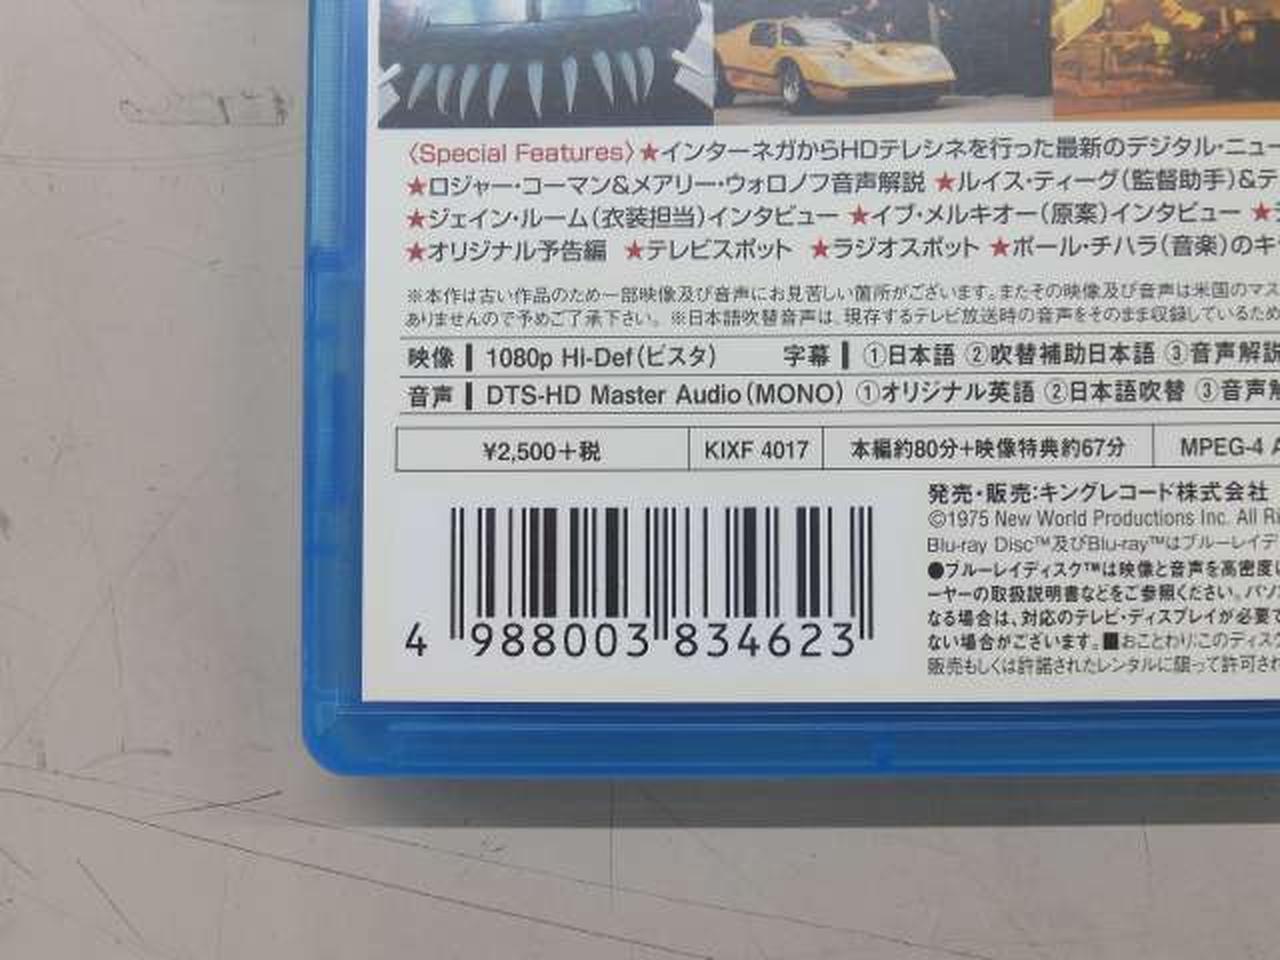 〈Special Features〉★インターネガからHDテレシネを行った最新のデジタル・ニュー
★ロジャー・コーマン&メアリー・ウォロノフ音声解説 ★ルイス・ティーグ(監督助手)&テ
★ジェイン・ルーム(衣装担当)インタビュー ★イブ・メルキオー(原案)インタビュー ★
★オリジナル予告編 ★テレビスポット ★ラジオスポット ★ポール・チハラ(音楽)のキ
※本作は古い作品のため一部映像及び音声にお見苦しい箇所がございます。またその映像及び音声は米国のマス
ありませんので予めご了承下さい。 ※日本語吹替音声は、現存するテレビ放送時の音声をそのまま収録しているため
映像 1080p Hi-Def(ビスタ) 字幕 ①日本語 ②吹替補助日本語 ③音声解説
音声 DTS-HD Master Audio(MONO) ①オリジナル英語 ②日本語吹替 ③音声解
¥2,500+税 KIXF 4017 本編約80分+映像特典約67分 MPEG-4 A
発売・販売:キングレコード株式会社
©1975 New World Productions Inc. All Ri
Blu-ray Disc™及びBlu-ray™はブルーレイデ
●ブルーレイディスク™は映像と音声を高密度に
ーヤーの取扱説明書などをご参照ください。パソ
なる場合は、対応のテレビ・ディスプレイが必要
ない場合がございます。■おことわり:このディス
販売もしくは許諾されたレンタルに限って許可され
4 988003 834623